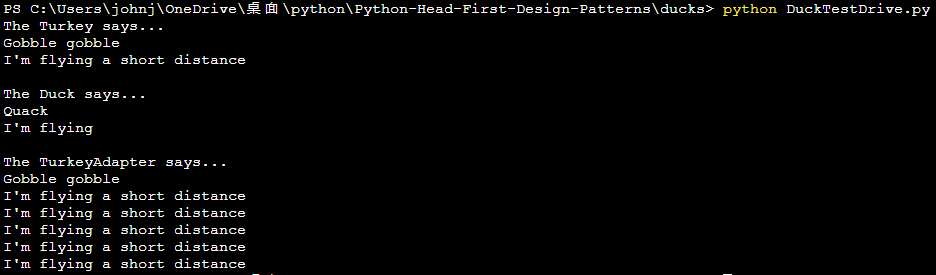 PS C:\Users\johnj\OneDrive\桌面\python\Python-Head-First-Design-Patterns\ducks> python DuckTestDrive.py
The Turkey says...
Gobble gobble
I'm flying a short distance

The Duck says...
Quack
I'm flying

The TurkeyAdapter says...
Gobble gobble
I'm flying a short distance
I'm flying a short distance
I'm flying a short distance
I'm flying a short distance
I'm flying a short distance